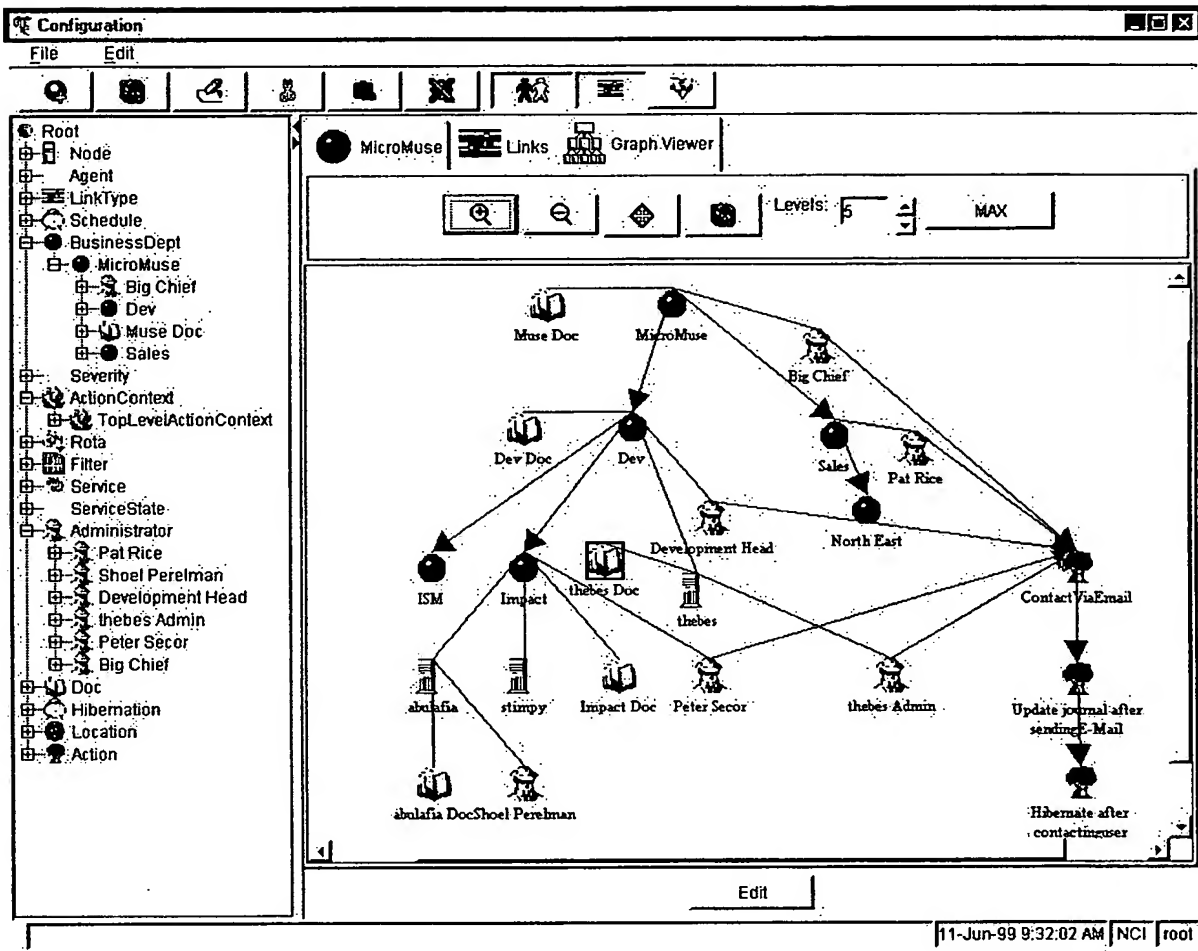 Configuration
File Edit
Root
Node
Agent
LinkType
Schedule
BusinessDept
MicroMuse
Big Chief
Dev
Muse Doc
Sales
Severity
ActionContext
TopLevelActionContext
Rota
Filter
Service
ServiceState
Administrator
Pat Rice
Shoel Perelman
Development Head
thebes Admin
Peter Secor
Big Chief
Doc
Hibernation
Location
Action
MicroMuse Links Graph Viewer
Levels: 5 MAX
Muse Doc MicroMuse
Big Chief
Dev Doc Dev Sales Pat Rice
Development Head North East
ISM Impact thebes Doc thebes ContactViaEmail
abulafia stimpy Impact Doc Peter Secor thebes Admin Update journal after
sendingE-Mail
abulafia Doc Shoel Perelman Hibernate after
contactinguser
Edit
11-Jun-99 9:32:02 AM NCI root